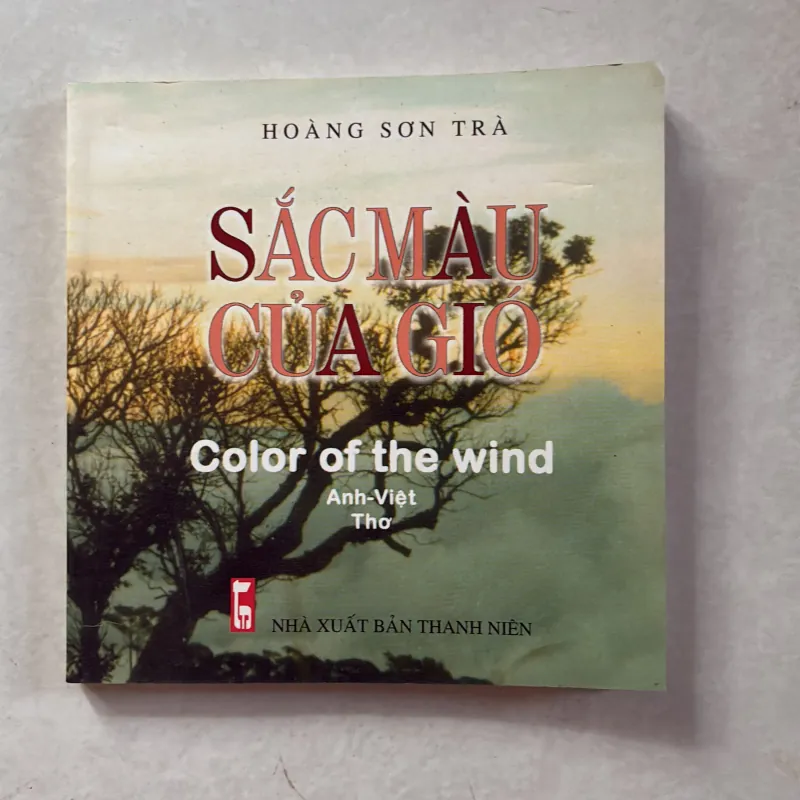 HOÀNG SƠN TRÀ
SẮC MÀU
CỦA GIÓ
Color of the wind
Anh-Việt
Thơ
NHÀ XUẤT BẢN THANH NIÊN